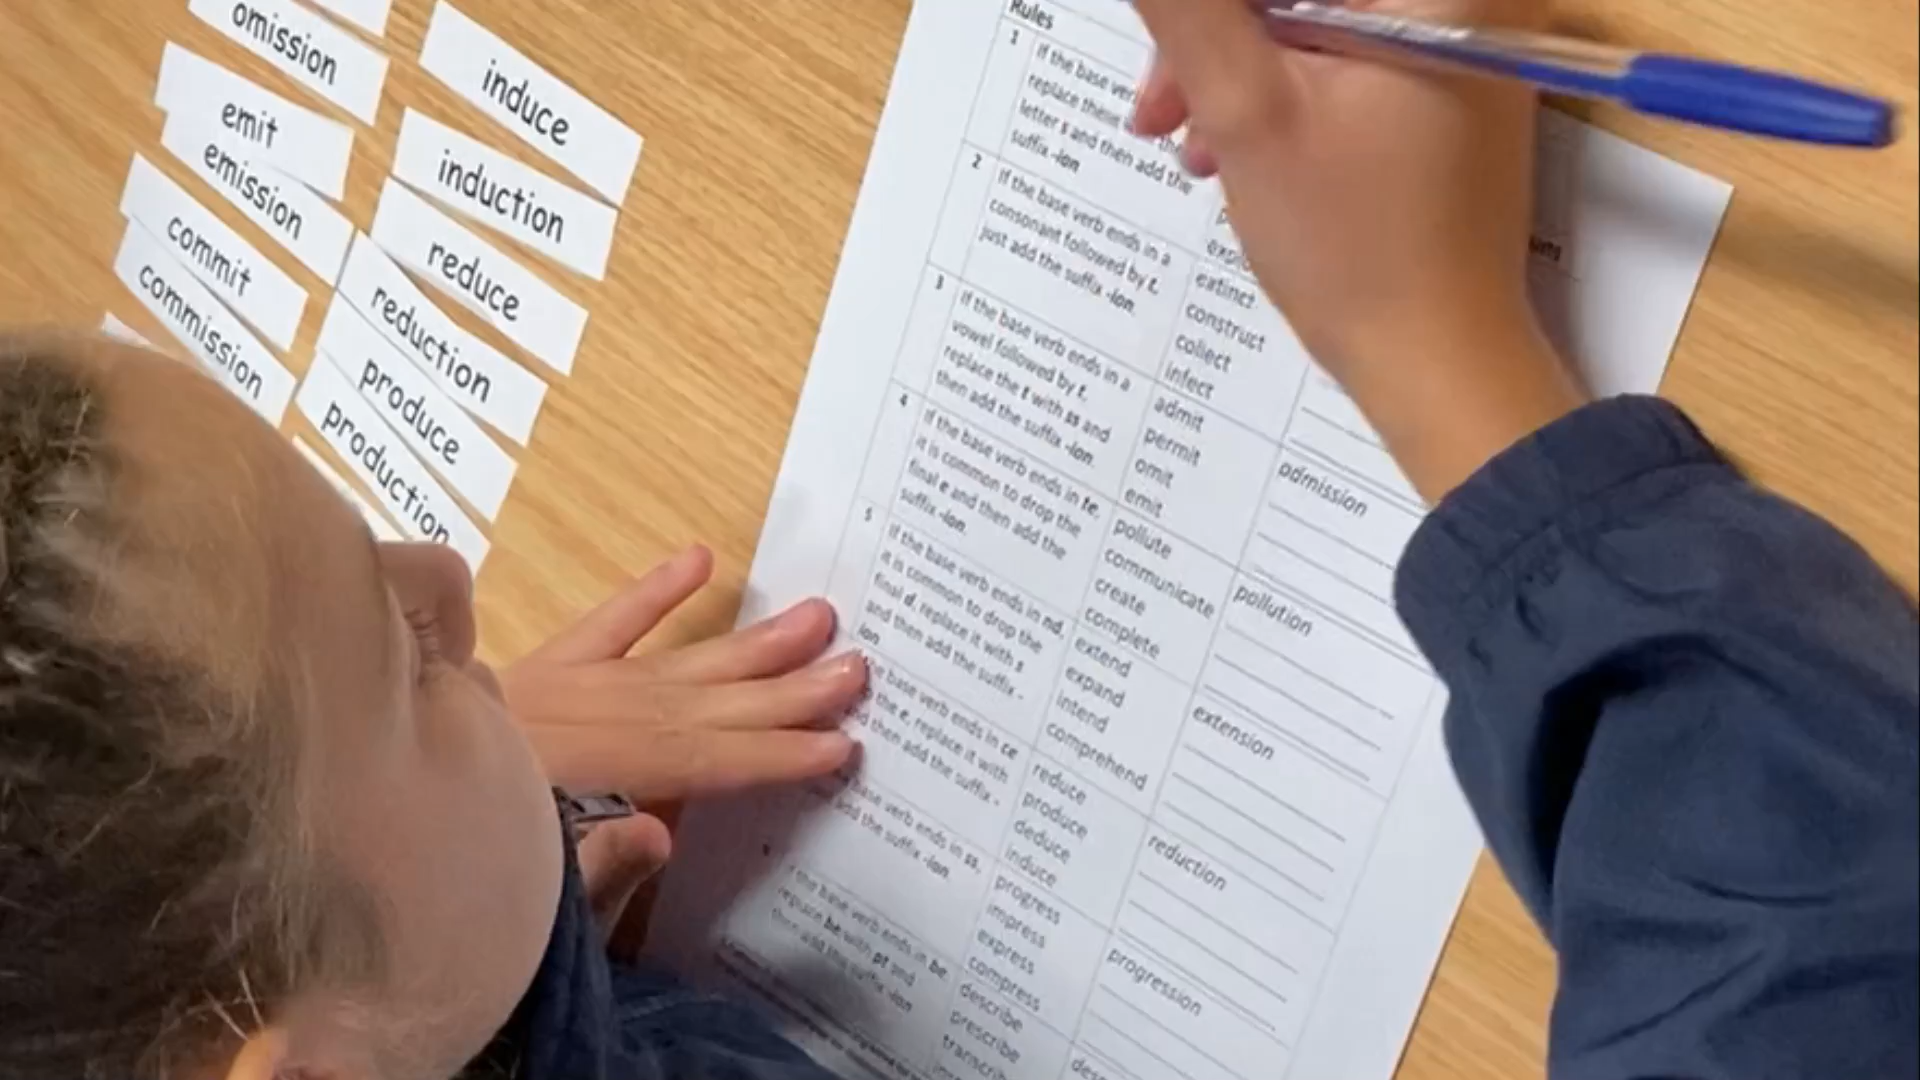 omission
emit
emission
commit
commission
induce
induction
reduce
reduction
produce
production
Rules
1
If the base
replace
letter s and then add the
suffix -ion
2
If the base verb ends in a
consonant followed by t,
just add the suffix -ion.
extinct
construct
collect
infect
3
If the base verb ends in a
vowel followed by t,
replace the t with ss and
then add the suffix -ion.
admit
permit
omit
emit
admission
4
If the base verb ends in te,
it is common to drop the
final e and then add the
suffix -ion.
pollute
communicate
create
complete
pollution
5
If the base verb ends in nd,
it is common to drop the
final d, replace it with s
and then add the suffix -
ion
extend
expand
intend
comprehend
extension
base verb ends in ce
the e, replace it with
then add the suffix -
reduce
produce
deduce
induce
reduction
base verb ends in ss,
add the suffix -ion.
progress
impress
express
compress
progression
the base verb ends in be
replace be with pt and
then add the suffix -ion
describe
prescribe